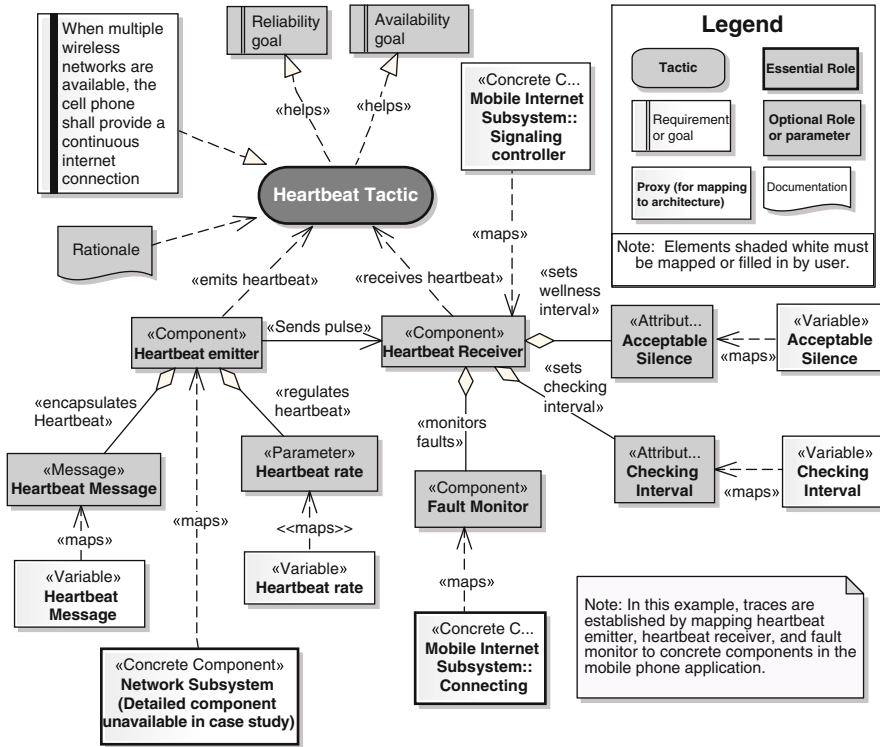 When multiple
wireless
networks are
available, the
cell phone
shall provide a
continuous
internet
connection
Reliability
goal
Availability
goal
«helps»
«helps»
«Concrete C...
Mobile Internet
Subsystem::
Signaling
controller
Legend
Tactic
Essential Role
Requirement
or goal
Optional Role
or parameter
Proxy (for mapping
to architecture)
Documentation
Note: Elements shaded white must
be mapped or filled in by user.
Heartbeat Tactic
Rationale
«maps»
«emits heartbeat»
«receives heartbeat»
«sets
wellness
interval»
«Component»
Heartbeat emitter
«Sends pulse»
«Component»
Heartbeat Receiver
«Attribut...
Acceptable
Silence
«maps»
«Variable»
Acceptable
Silence
«encapsulates
Heartbeat»
«regulates
heartbeat»
«sets
checking
interval»
«monitors
faults»
«Message»
Heartbeat Message
«Parameter»
Heartbeat rate
«Component»
Fault Monitor
«Attribut...
Checking
Interval
«maps»
«Variable»
Checking
Interval
«maps»
«maps»
<<maps>>
«maps»
«Variable»
Heartbeat
Message
«Variable»
Heartbeat rate
«Concrete Component»
Network Subsystem
(Detailed component
unavailable in case study)
«Concrete C...
Mobile Internet
Subsystem::
Connecting
Note: In this example, traces are
established by mapping heartbeat
emitter, heartbeat receiver, and fault
monitor to concrete components in the
mobile phone application.